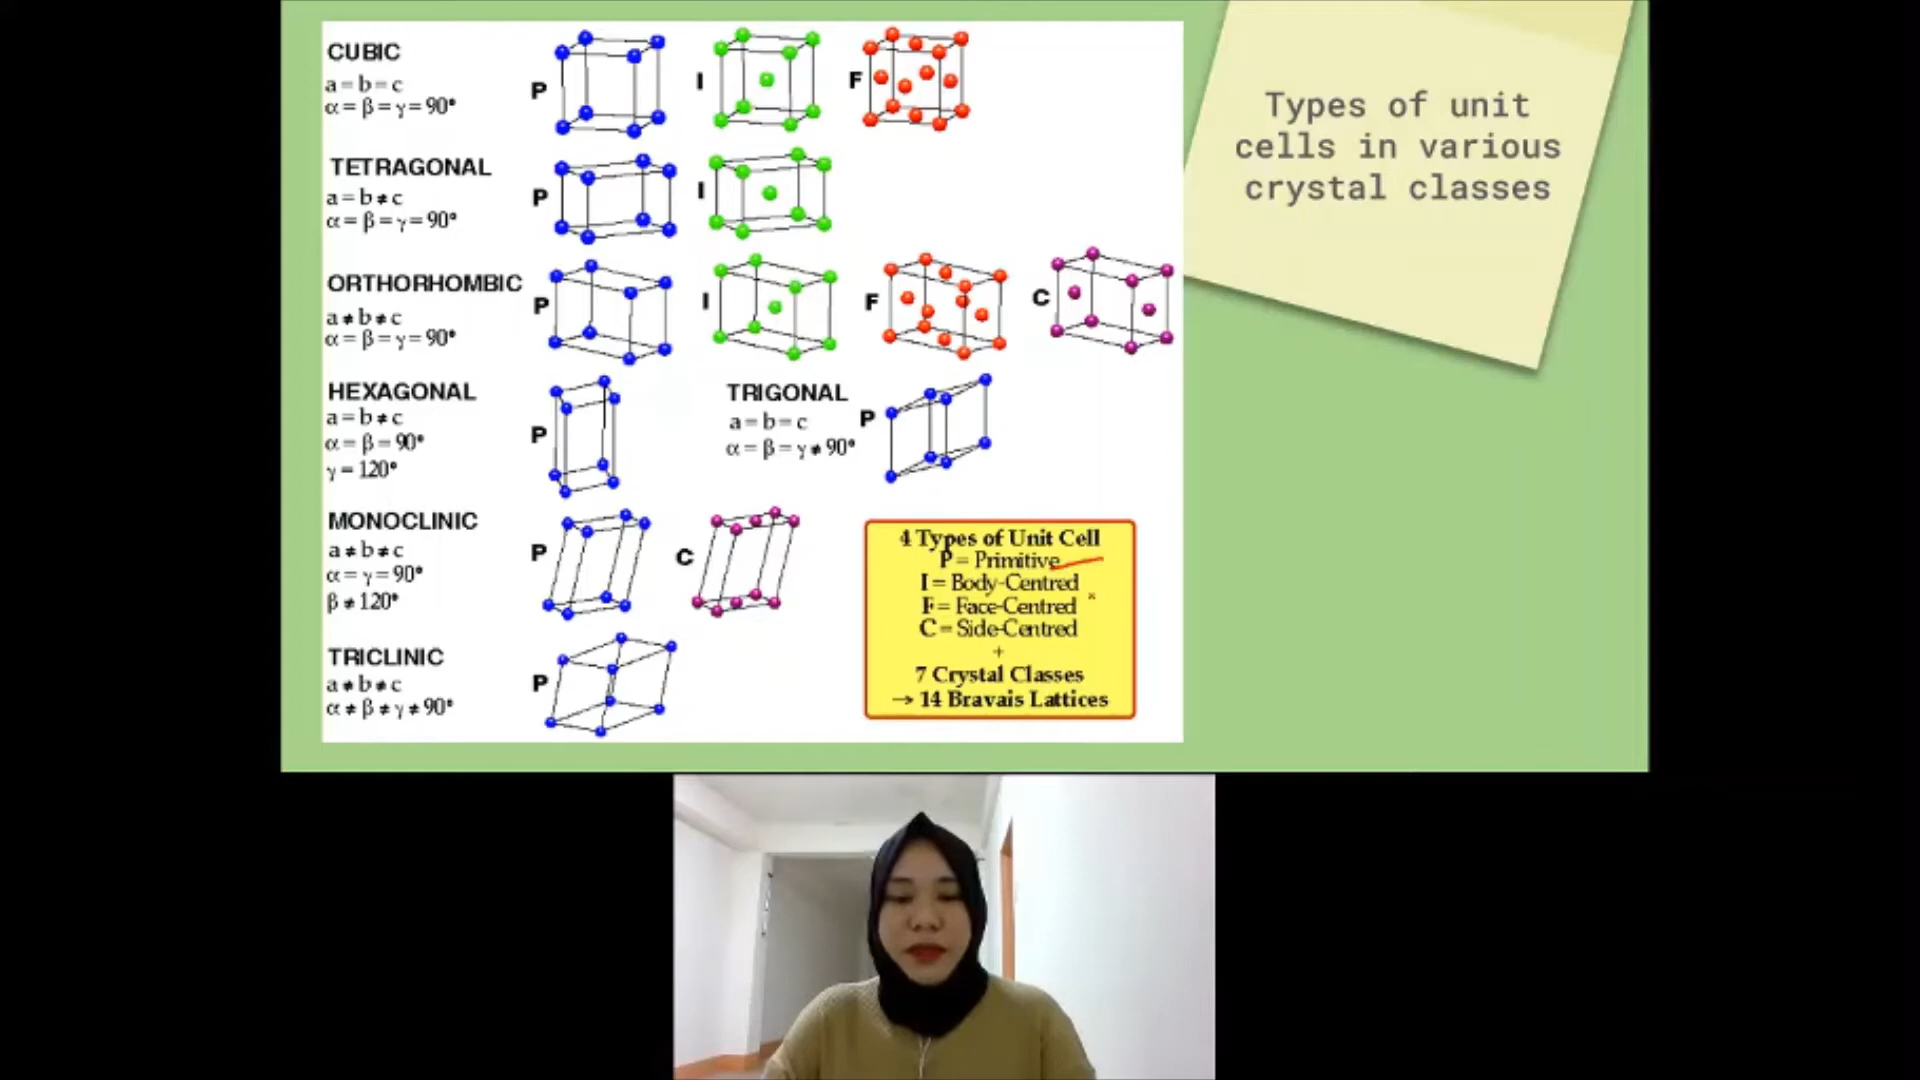 CUBIC
a = b = c
α = β = γ = 90°
P
I
F
TETRAGONAL
a = b ≠ c
α = β = γ = 90°
P
I
ORTHORHOMBIC
a ≠ b ≠ c
α = β = γ = 90°
P
I
F
C
HEXAGONAL
a = b ≠ c
α = β = 90°
γ = 120°
P
TRIGONAL
a = b = c
α = β = γ ≠ 90°
P
MONOCLINIC
a ≠ b ≠ c
α = γ = 90°
β ≠ 120°
P
C
TRICLINIC
a ≠ b ≠ c
α ≠ β ≠ γ ≠ 90°
P
4 Types of Unit Cell
P = Primitive
I = Body-Centred
F = Face-Centred
C = Side-Centred
+
7 Crystal Classes
→ 14 Bravais Lattices
Types of unit
cells in various
crystal classes